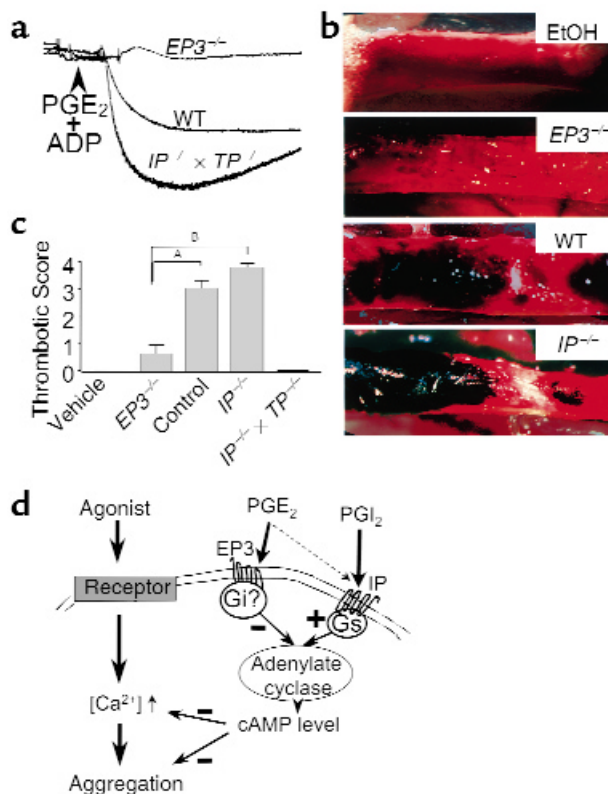 a
EP3⁻/⁻
PGE₂
+
ADP
WT
IP ′ × TP ′
b
EtOH
EP3⁻/⁻
WT
IP⁻/⁻
c
B
A
Thrombotic Score
4
3
2
1
0
Vehicle
EP3⁻/⁻
Control
IP⁻/⁻
IP⁻/⁻ × TP⁻/⁻
d
Agonist
PGE₂
PGI₂
EP3
IP
Receptor
Gi?
Gs
−
+
Adenylate
cyclase
[Ca²⁺] ↑
−
cAMP level
−
Aggregation